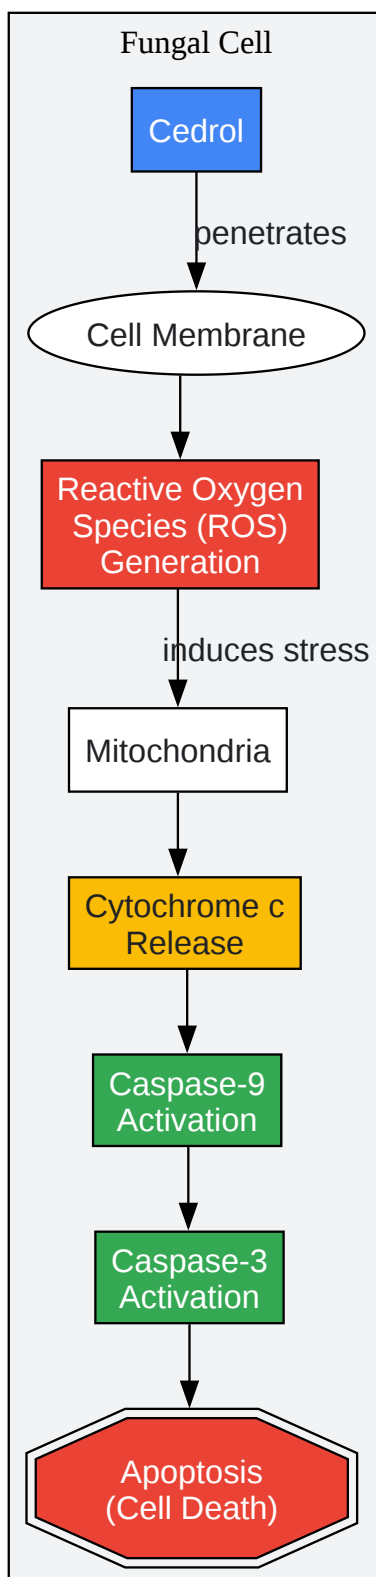 Fungal Cell
Cedrol
penetrates
Cell Membrane
Reactive Oxygen
Species (ROS)
Generation
induces stress
Mitochondria
Cytochrome c
Release
Caspase-9
Activation
Caspase-3
Activation
Apoptosis
(Cell Death)